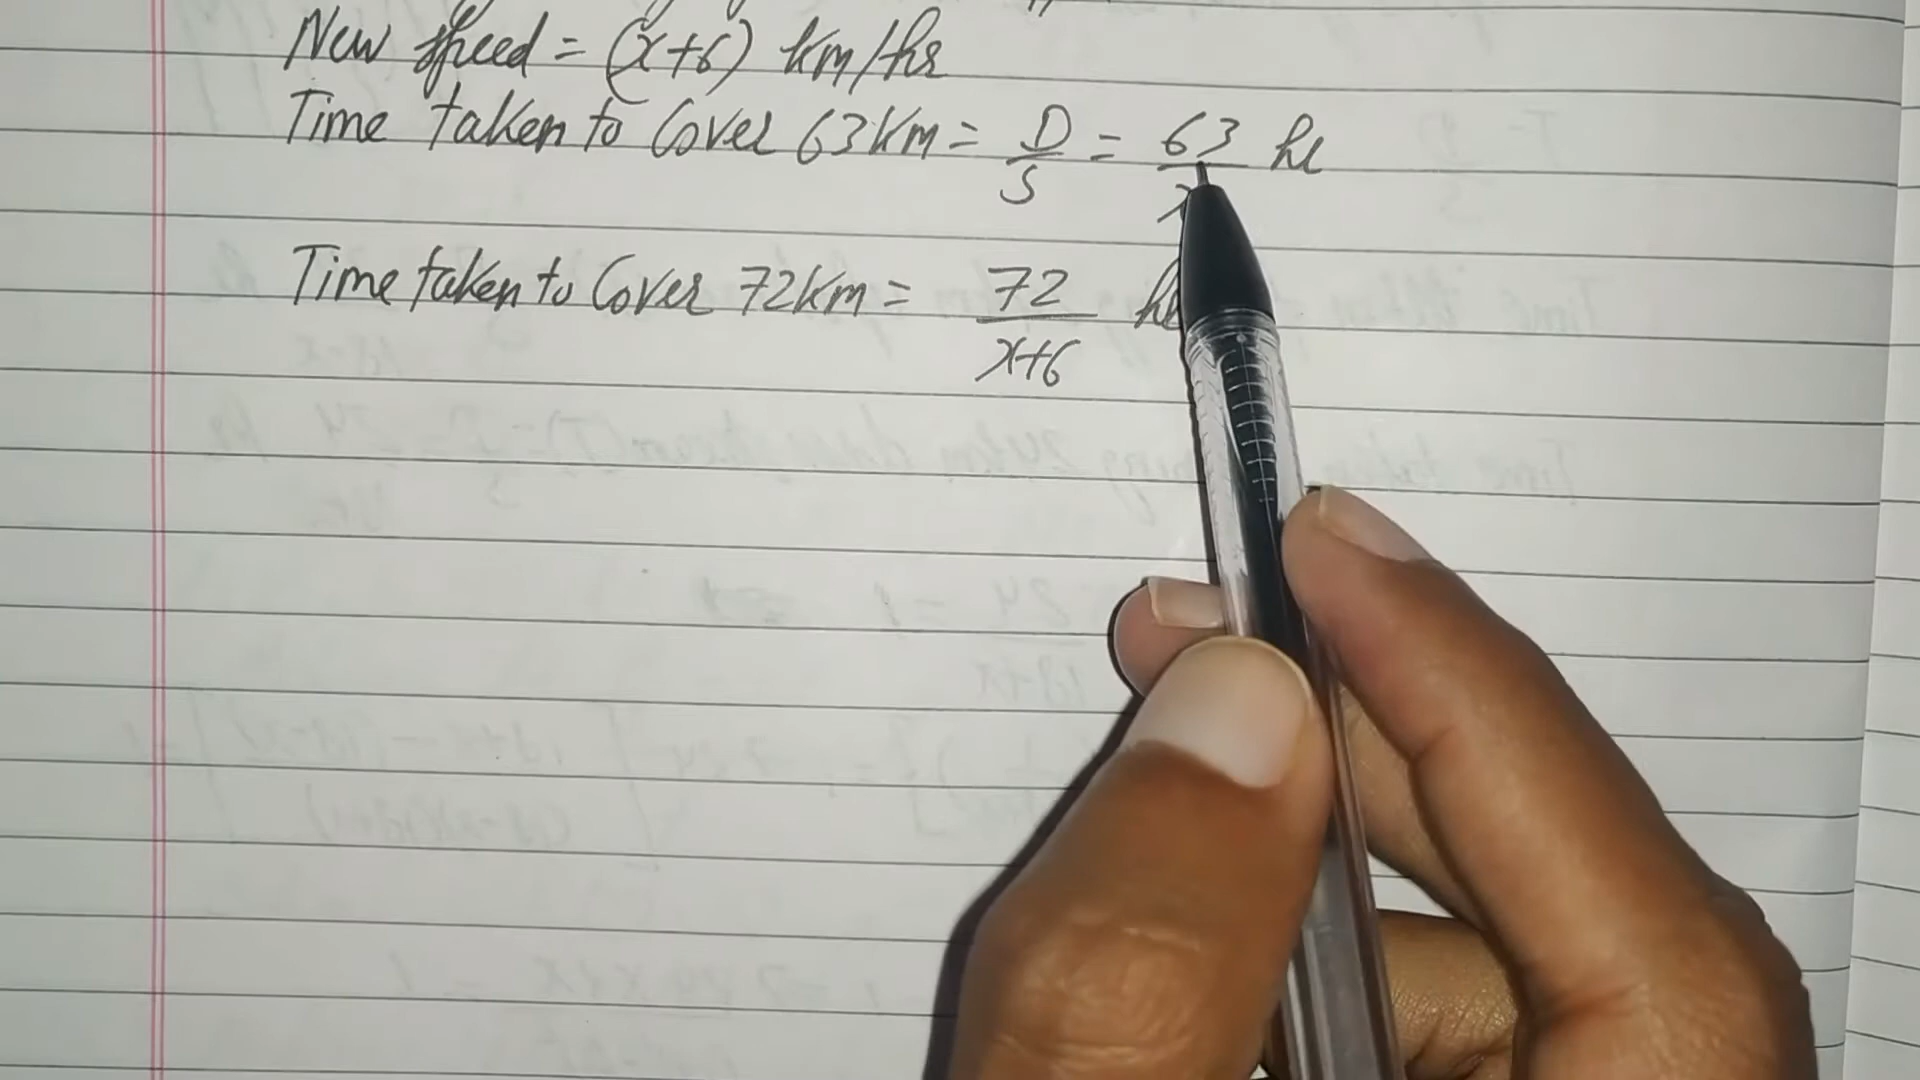 New speed = (x+6) km/hr
Time taken to Cover 63 Km = D/S = 63/x hr
Time taken to Cover 72 Km = 72/x+6 hr